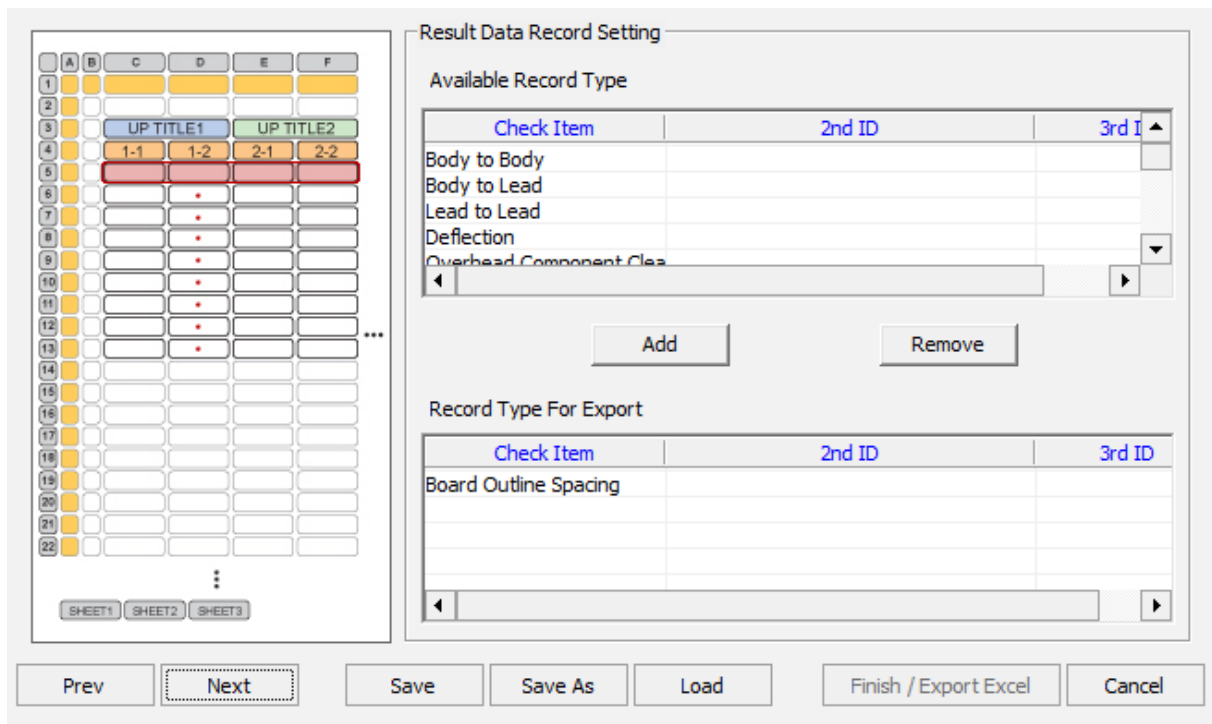 A B C D E F
1
2
3 UP TITLE1 UP TITLE2
4 1-1 1-2 2-1 2-2
5
6
7
8
9
10
11
12
13
...
14
15
16
17
18
19
20
21
22
SHEET1 SHEET2 SHEET3
Result Data Record Setting
Available Record Type
Check Item 2nd ID 3rd I
Body to Body
Body to Lead
Lead to Lead
Deflection
Overhead Component Clea
Add Remove
Record Type For Export
Check Item 2nd ID 3rd ID
Board Outline Spacing
Prev Next Save Save As Load Finish / Export Excel Cancel